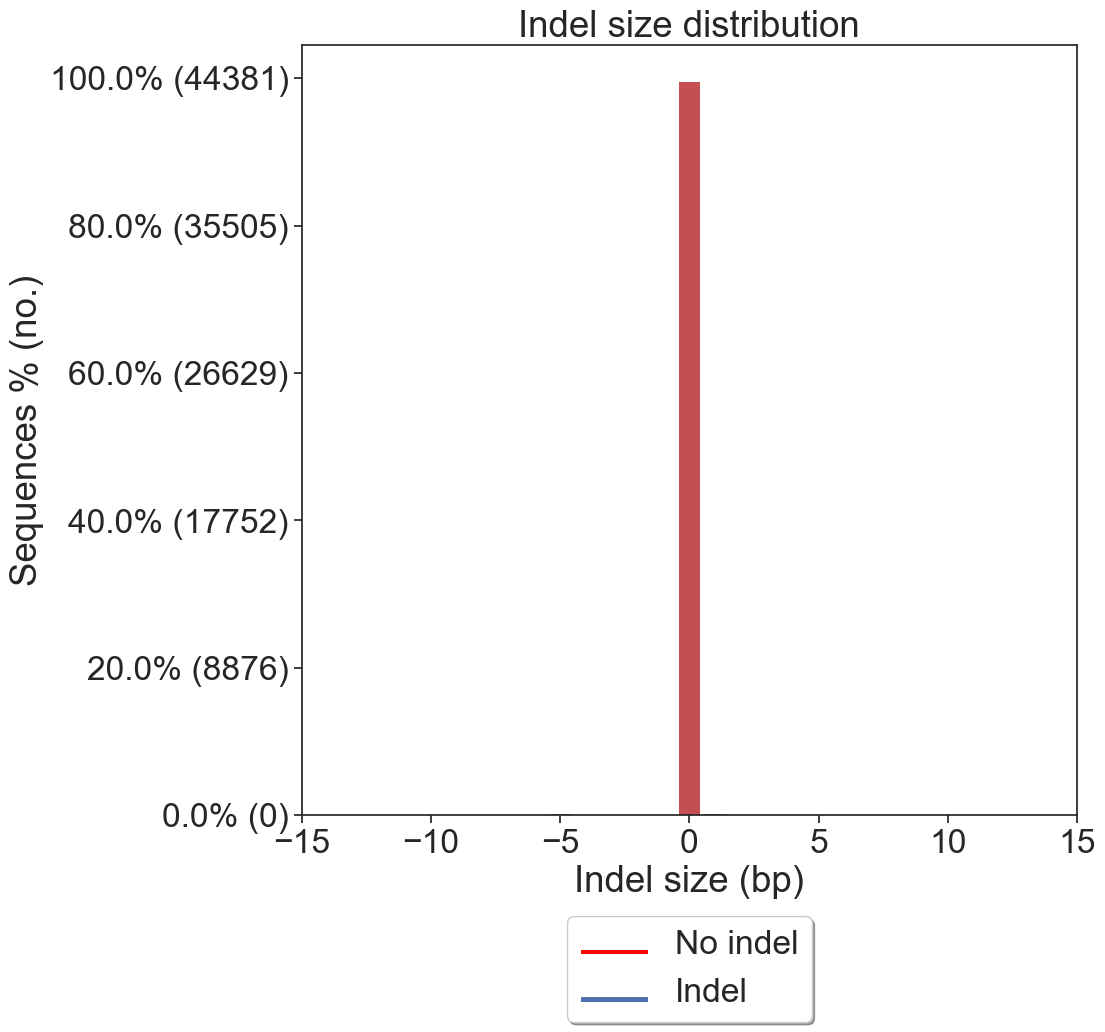 Indel size distribution
100.0% (44381)
80.0% (35505)
60.0% (26629)
40.0% (17752)
20.0% (8876)
0.0% (0)
Sequences % (no.)
−15 −10 −5 0 5 10 15
Indel size (bp)
No indel
Indel